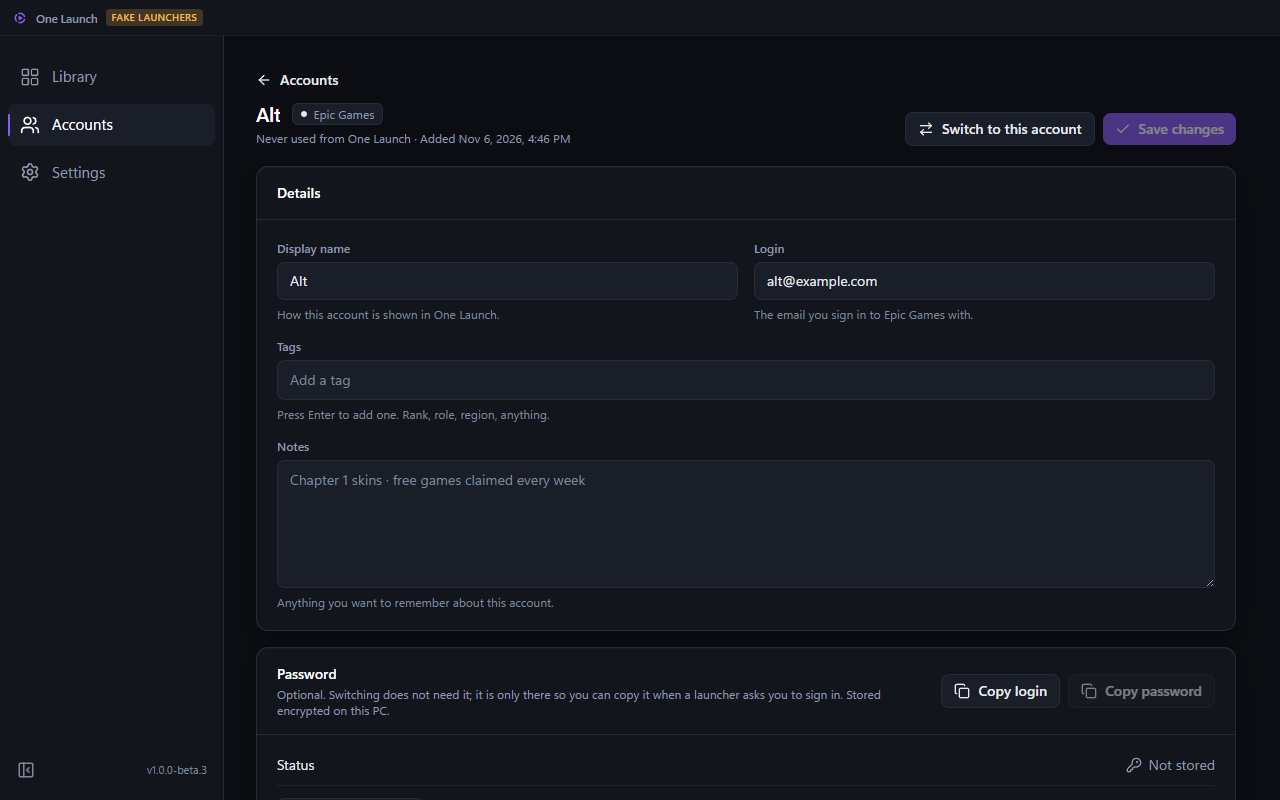 One Launch FAKE LAUNCHERS
Library
Accounts
Settings
v1.0.0-beta.3
Accounts
Alt Epic Games
Never used from One Launch · Added Nov 6, 2026, 4:46 PM
Switch to this account Save changes
Details
Display name Login
Alt alt@example.com
How this account is shown in One Launch. The email you sign in to Epic Games with.
Tags
Add a tag
Press Enter to add one. Rank, role, region, anything.
Notes
Chapter 1 skins · free games claimed every week
Anything you want to remember about this account.
Password
Optional. Switching does not need it; it is only there so you can copy it when a launcher asks you to sign in. Stored
encrypted on this PC.
Copy login Copy password
Status Not stored